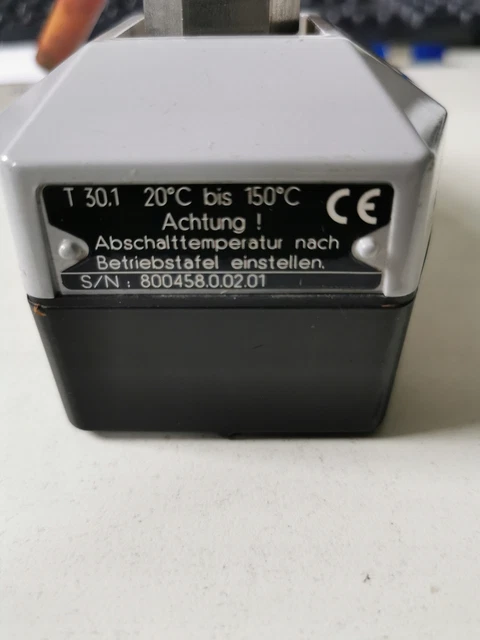 T 30.1 20°C bis 150°C
CE
Achtung !
Abschalttemperatur nach
Betriebstafel einstellen.
S/N : 800458.0.02.01